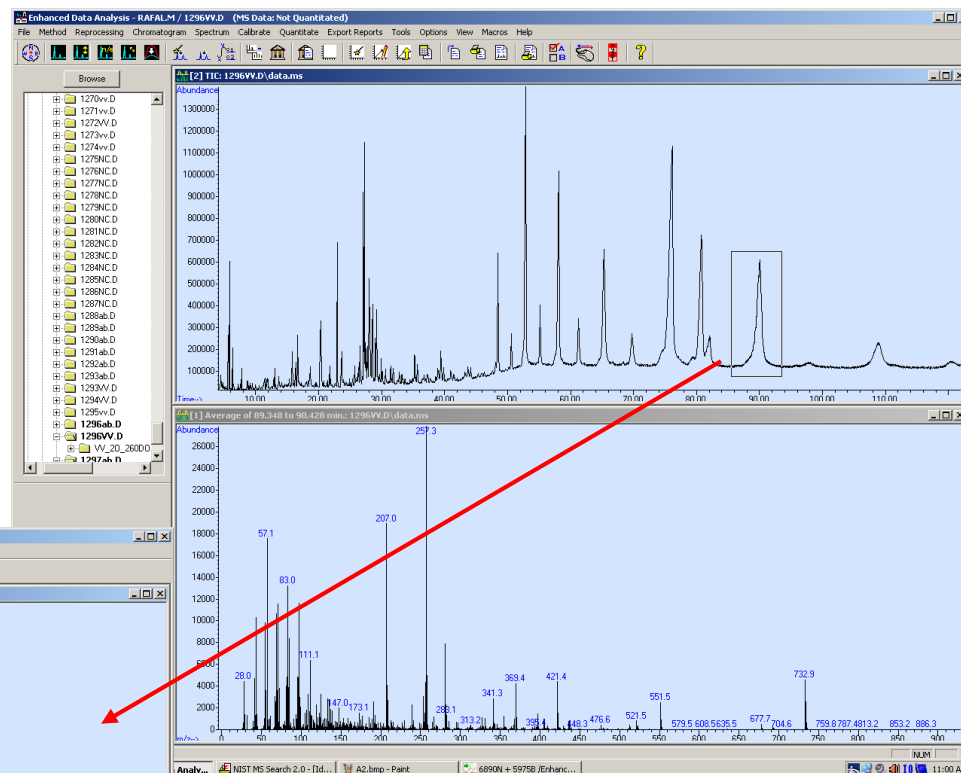 Enhanced Data Analysis - RAFAL.M / 1296VV.D (MS Data: Not Quantitated)
File Method Reprocessing Chromatogram Spectrum Calibrate Quantitate Export Reports Tools Options View Macros Help
Browse
1270vv.D
1271vv.D
1272VV.D
1273vv.D
1274vv.D
1275NC.D
1276NC.D
1277NC.D
1278NC.D
1279NC.D
1280NC.D
1281NC.D
1282NC.D
1283NC.D
1284NC.D
1285NC.D
1286NC.D
1287NC.D
1288ab.D
1289ab.D
1290ab.D
1291ab.D
1292ab.D
1293ab.D
1293VV.D
1294VV.D
1295vv.D
1296ab.D
1296VV.D
VV_20_260DO
1297ab.D
[2] TIC: 1296VV.D\data.ms
Abundance
1300000
1200000
1100000
1000000
900000
800000
700000
600000
500000
400000
300000
200000
100000
Time-->
10.00 20.00 30.00 40.00 50.00 60.00 70.00 80.00 90.00 100.00 110.00
[1] Average of 89.348 to 90.428 min.: 1296VV.D\data.ms
Abundance
26000
24000
22000
20000
18000
16000
14000
12000
10000
8000
6000
4000
2000
0
257.3
207.0
57.1
83.0
111.1
28.0
147.0
173.1
283.1
313.2
341.3
369.4
395.4
421.4
448.3
476.6
521.5
551.5
579.5 608.5 635.5
677.7
704.6
732.9
759.8 787.4 813.2
853.2 886.3
m/z-->
0 50 100 150 200 250 300 350 400 450 500 550 600 650 700 750 800 850 900
NUM
Analy...
NIST MS Search 2.0 - [Id...
A2.bmp - Paint
6890N + 5975B /Enhanc...
11:00 A